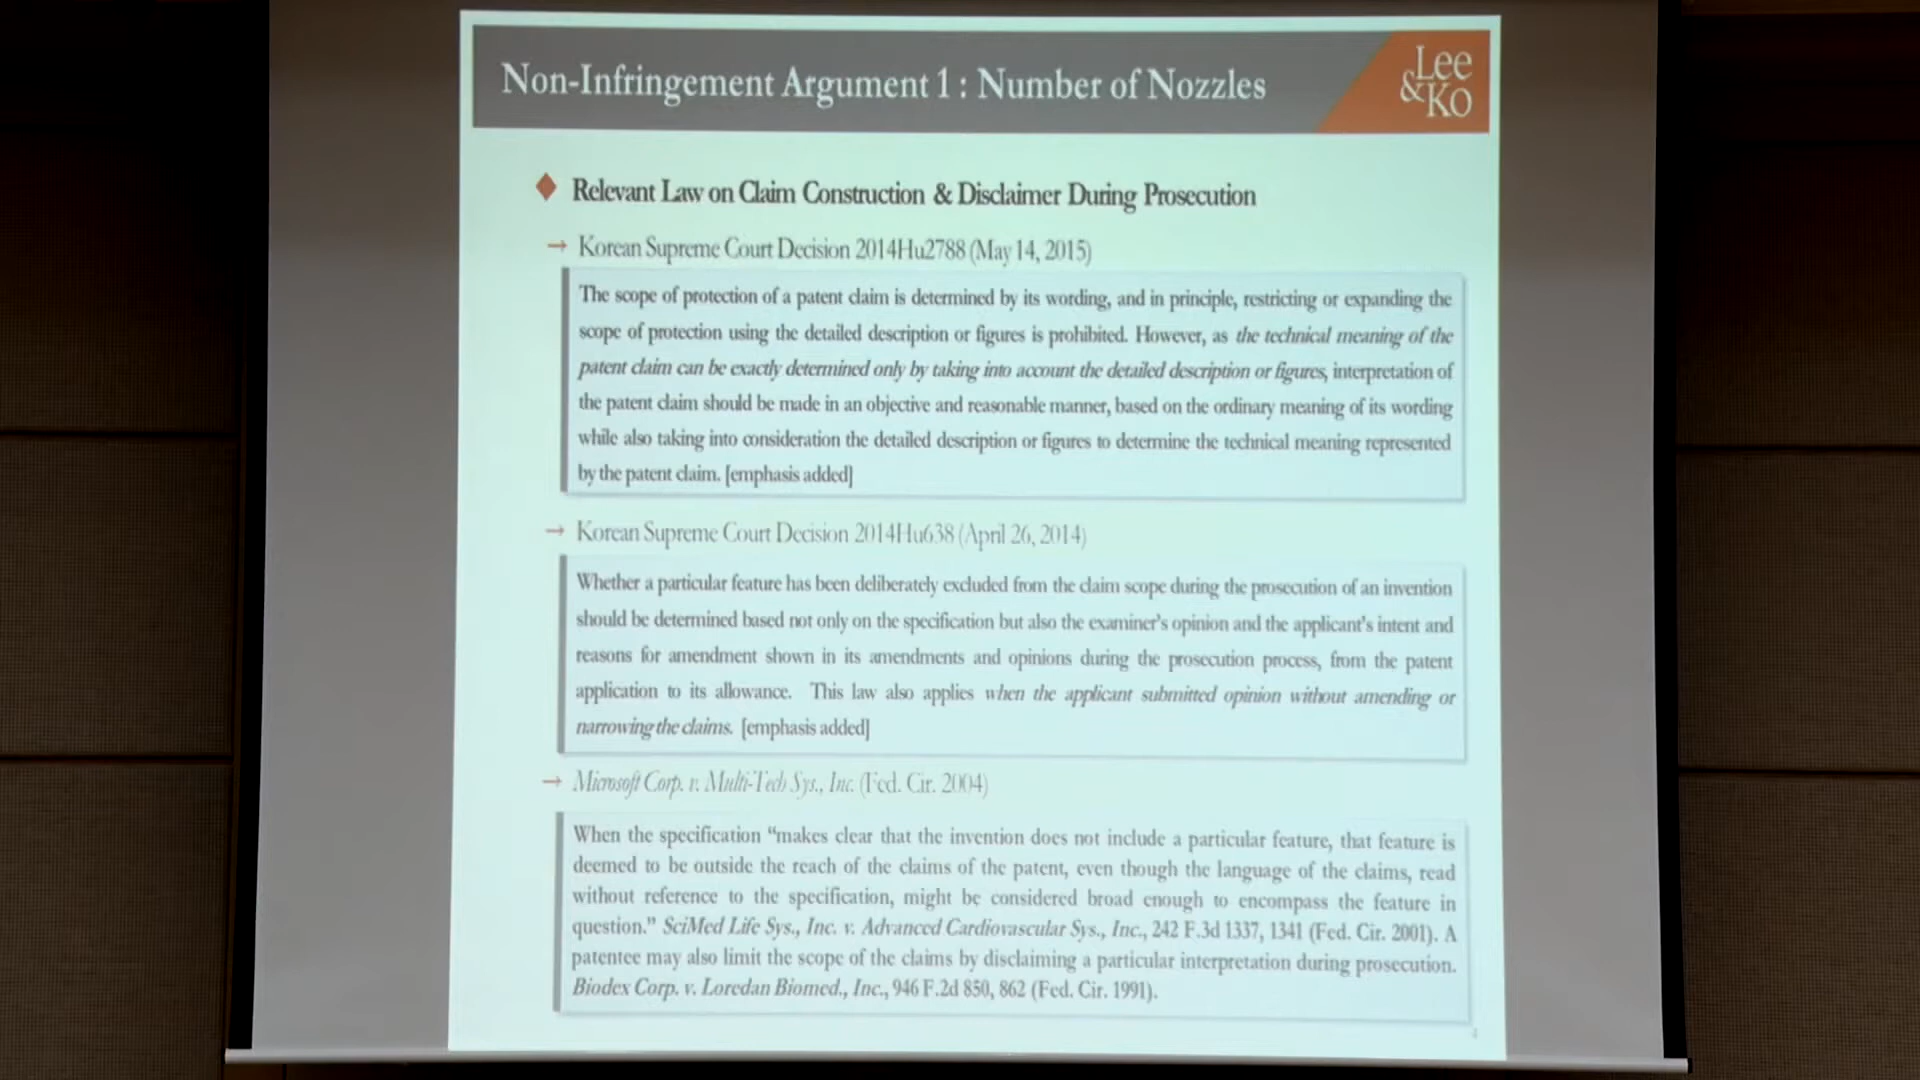 Non-Infringement Argument 1 : Number of Nozzles
Lee
&KO
Relevant Law on Claim Construction & Disclaimer During Prosecution
→ Korean Supreme Court Decision 2014Hu2788 (May 14, 2015)
The scope of protection of a patent claim is determined by its wording, and in principle, restricting or expanding the
scope of protection using the detailed description or figures is prohibited. However, as the technical meaning of the
patent claim can be exactly determined only by taking into account the detailed description or figures, interpretation of
the patent claim should be made in an objective and reasonable manner, based on the ordinary meaning of its wording
while also taking into consideration the detailed description or figures to determine the technical meaning represented
by the patent claim. [emphasis added]
→ Korean Supreme Court Decision 2014Hu638 (April 26, 2014)
Whether a particular feature has been deliberately excluded from the claim scope during the prosecution of an invention
should be determined based not only on the specification but also the examiner's opinion and the applicant's intent and
reasons for amendment shown in its amendments and opinions during the prosecution process, from the patent
application to its allowance. This law also applies when the applicant submitted opinion without amending or
narrowing the claims. [emphasis added]
→ Microsoft Corp. v. Multi-Tech Sys., Inc. (Fed. Cir. 2004)
When the specification “makes clear that the invention does not include a particular feature, that feature is
deemed to be outside the reach of the claims of the patent, even though the language of the claims, read
without reference to the specification, might be considered broad enough to encompass the feature in
question.” SciMed Life Sys., Inc. v. Advanced Cardiovascular Sys., Inc., 242 F.3d 1337, 1341 (Fed. Cir. 2001). A
patentee may also limit the scope of the claims by disclaiming a particular interpretation during prosecution.
Biodex Corp. v. Loredan Biomed., Inc., 946 F.2d 850, 862 (Fed. Cir. 1991).